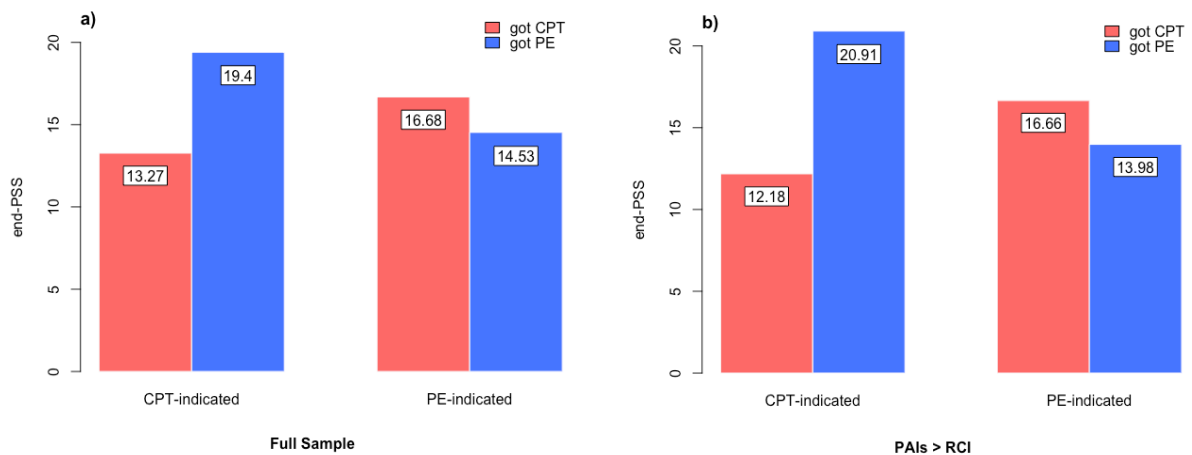 a)
got CPT
got PE
end-PSS
20
15
10
5
0
13.27
19.4
16.68
14.53
CPT-indicated
PE-indicated
Full Sample
b)
got CPT
got PE
end-PSS
20
15
10
5
0
12.18
20.91
16.66
13.98
CPT-indicated
PE-indicated
PAIs > RCI